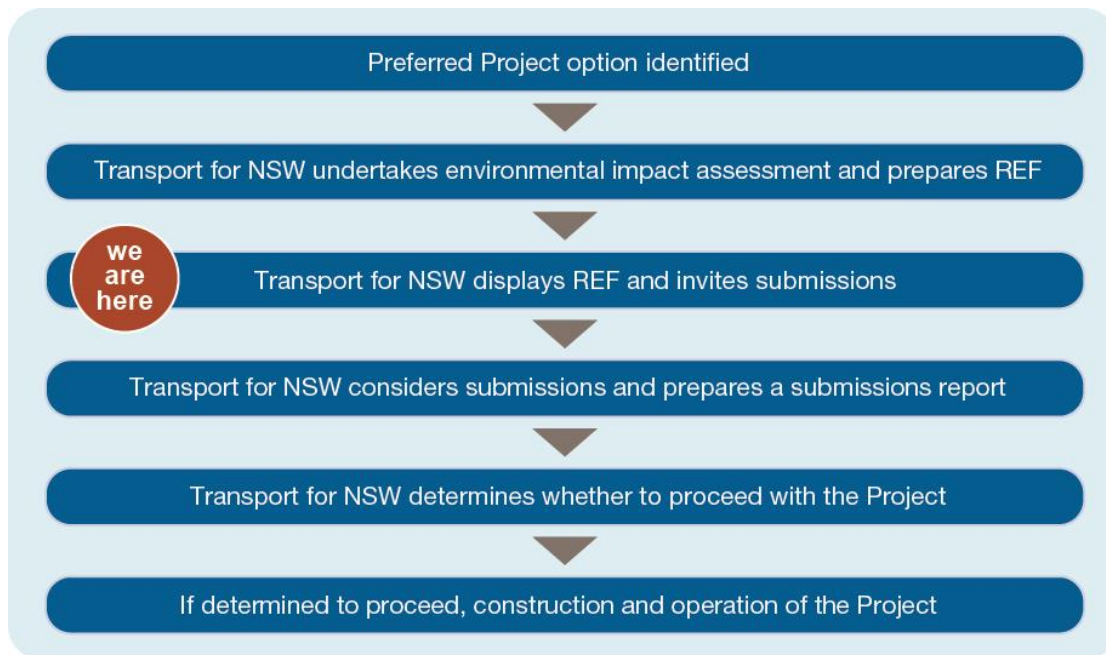 Preferred Project option identified
Transport for NSW undertakes environmental impact assessment and prepares REF
we
are
here
Transport for NSW displays REF and invites submissions
Transport for NSW considers submissions and prepares a submissions report
Transport for NSW determines whether to proceed with the Project
If determined to proceed, construction and operation of the Project